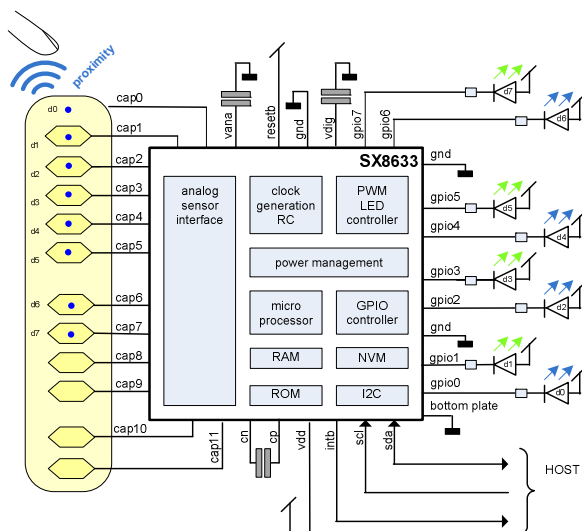 proximity
d0
cap0
d1
cap1
d2
cap2
d3
cap3
d4
cap4
d5
cap5
d6
cap6
d7
cap7
cap8
cap9
cap10
cap11
vana
resetb
gnd
vdig
gpio7
gpio6
d7
d6
SX8633
gnd
analog
sensor
interface
clock
generation
RC
PWM
LED
controller
power management
micro
processor
GPIO
controller
RAM
NVM
ROM
I2C
gpio5
d5
gpio4
d4
gpio3
d3
gpio2
d2
gnd
gpio1
d1
gpio0
d0
bottom plate
cn
cp
vdd
intb
scl
sda
HOST